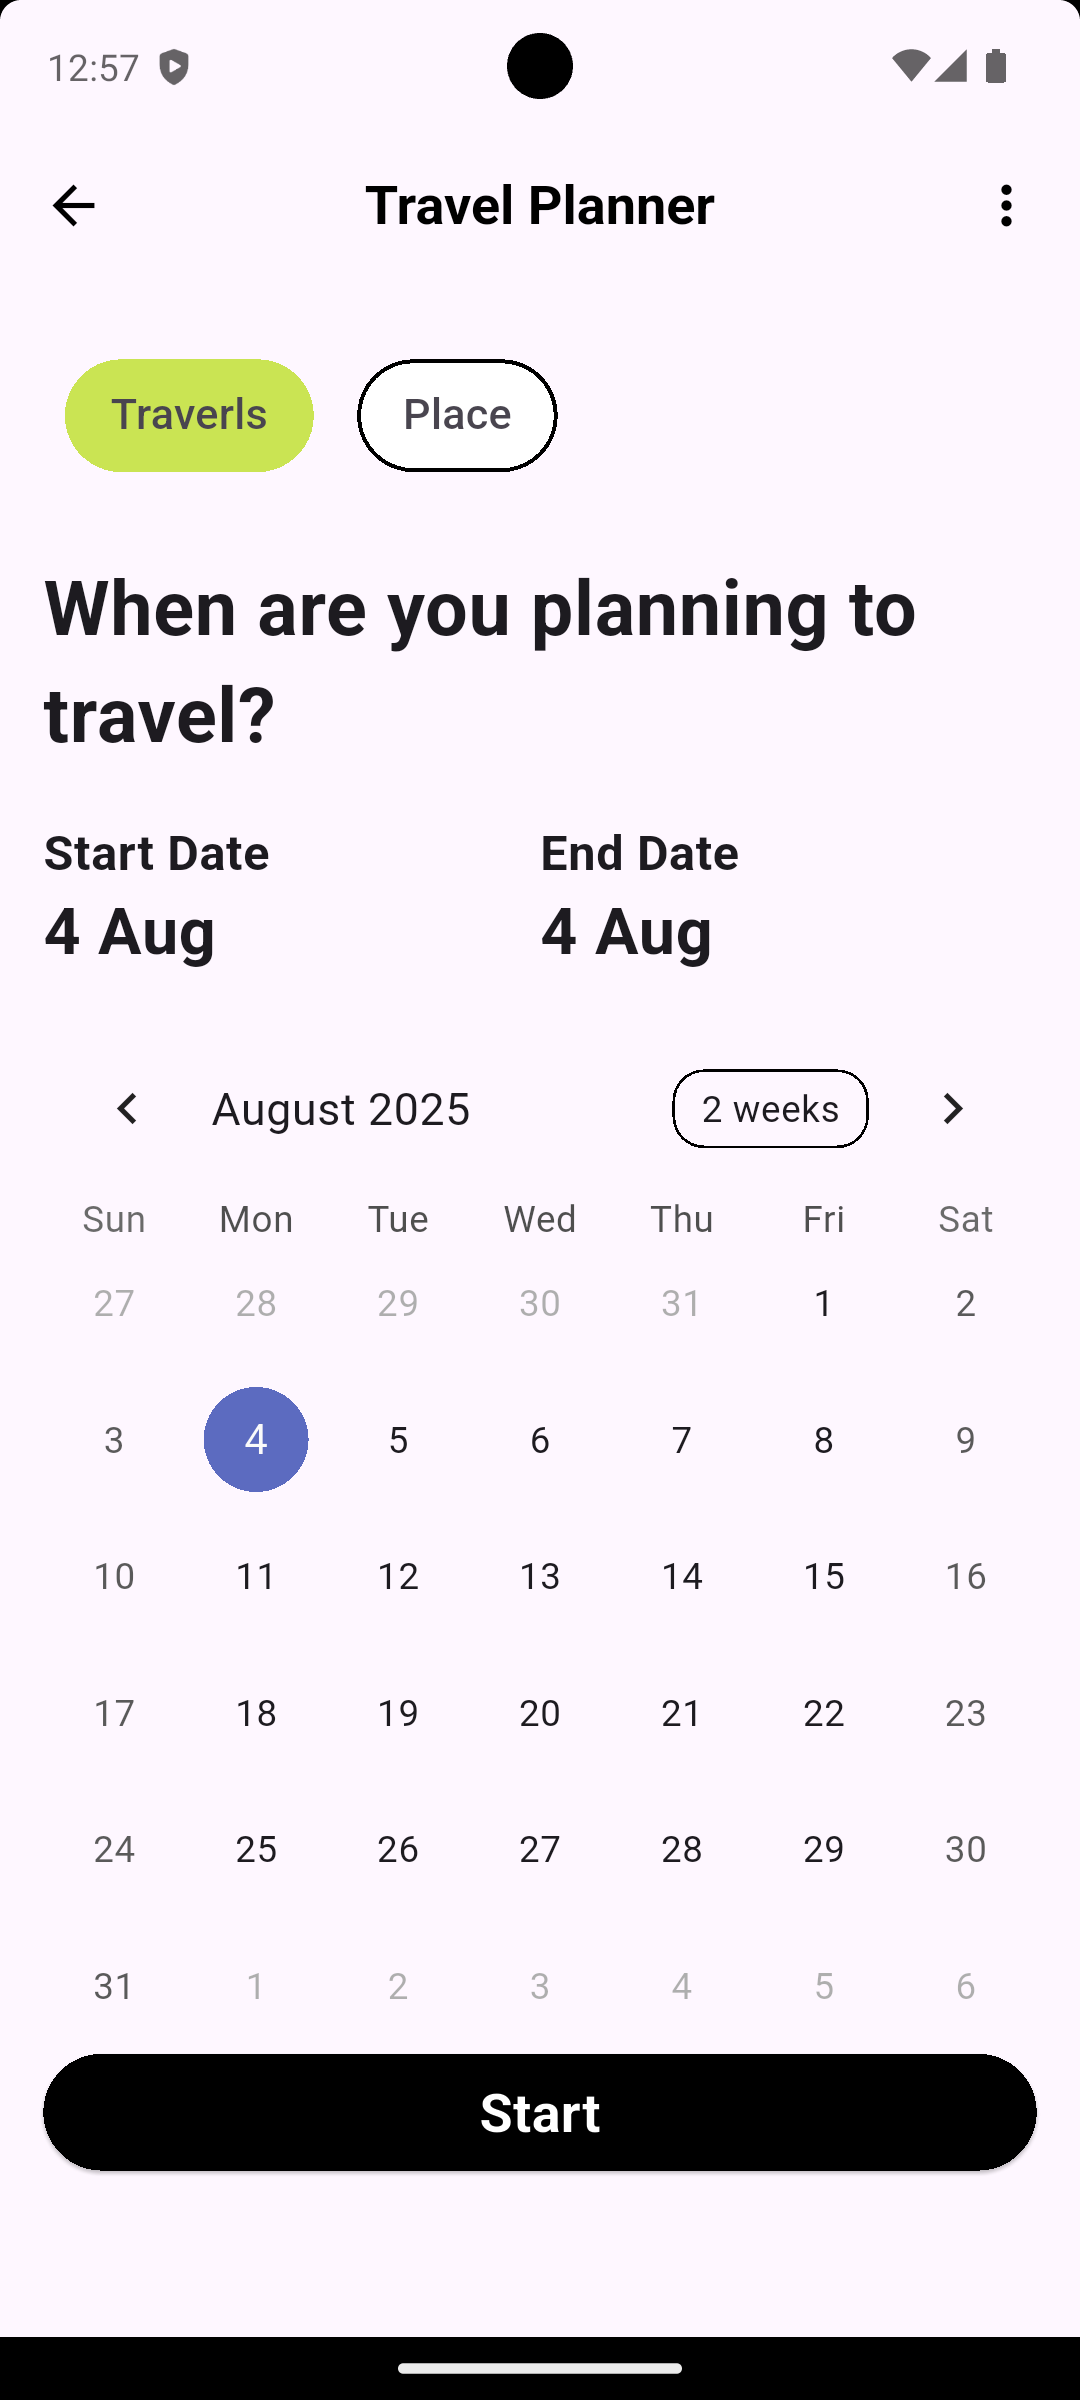 12:57
Travel Planner
Traverls Place
When are you planning to
travel?
Start Date End Date
4 Aug 4 Aug
August 2025 2 weeks
Sun Mon Tue Wed Thu Fri Sat
27 28 29 30 31 1 2
3 4 5 6 7 8 9
10 11 12 13 14 15 16
17 18 19 20 21 22 23
24 25 26 27 28 29 30
31 1 2 3 4 5 6
Start